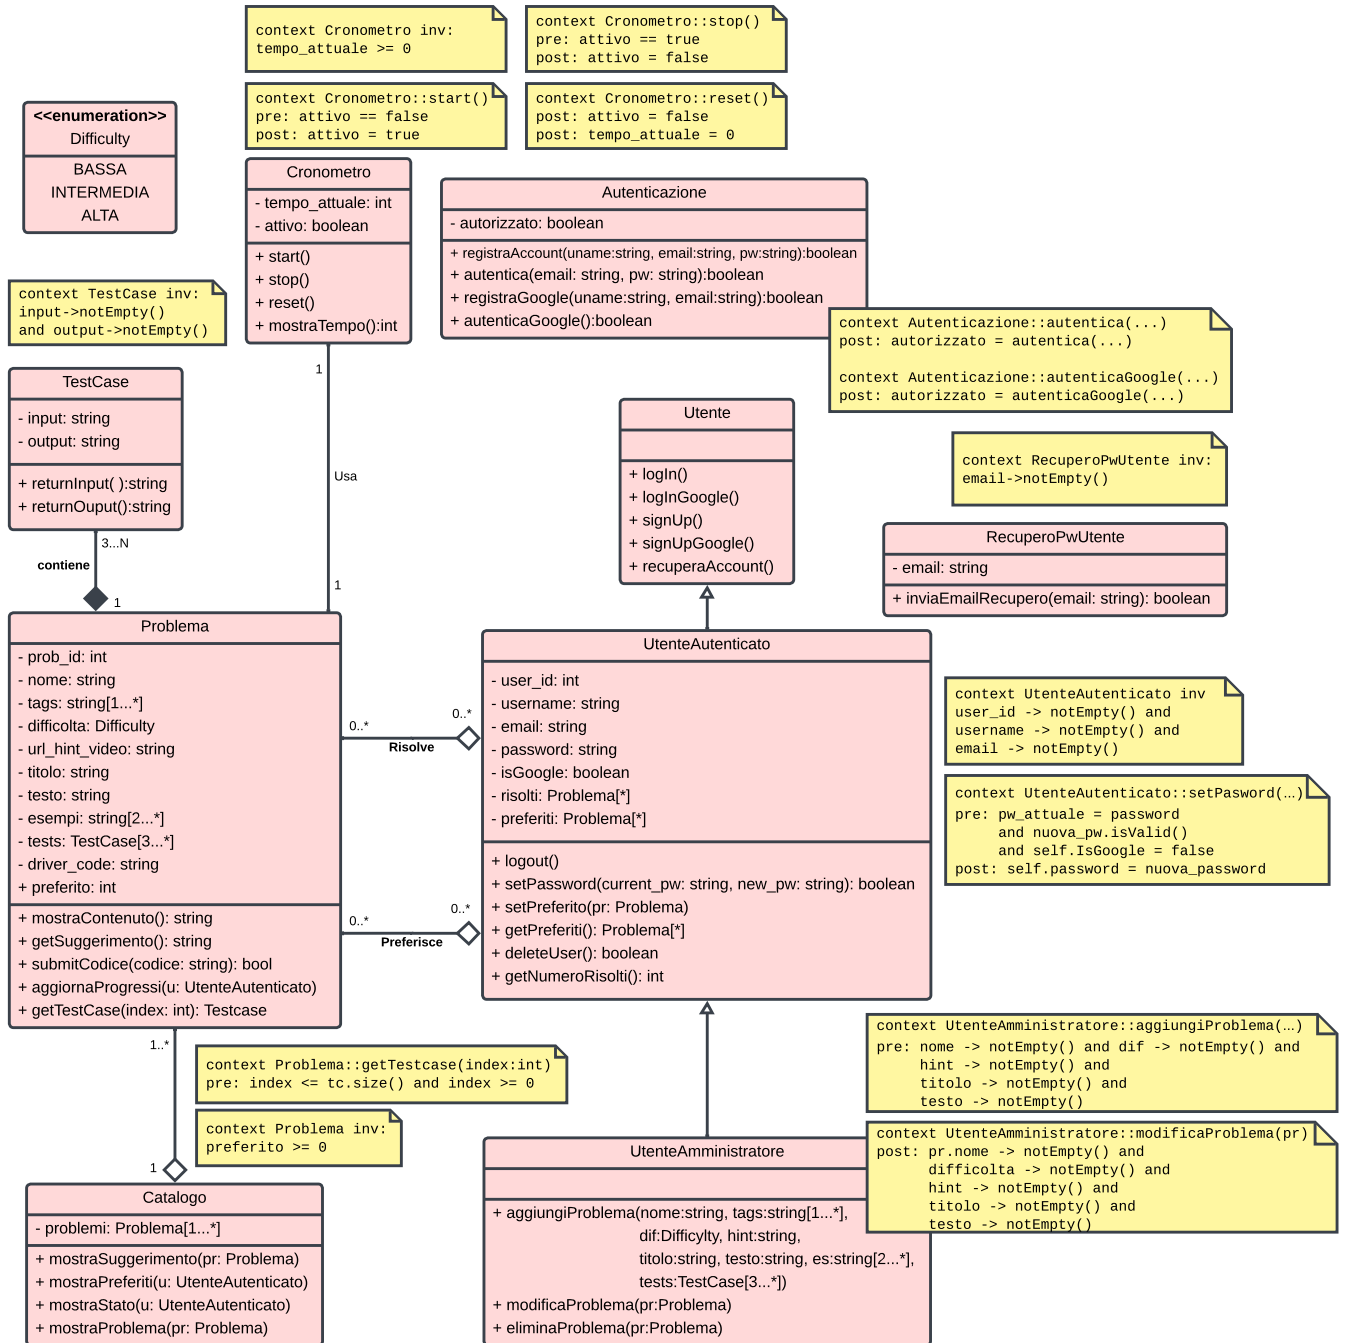 context Cronometro inv:
tempo_attuale >= 0
context Cronometro::stop()
pre: attivo == true
post: attivo = false
context Cronometro::start()
pre: attivo == false
post: attivo = true
context Cronometro::reset()
post: attivo = false
post: tempo_attuale = 0
<<enumeration>>
Difficulty
BASSA
INTERMEDIA
ALTA
Cronometro
- tempo_attuale: int
- attivo: boolean
+ start()
+ stop()
+ reset()
+ mostraTempo():int
Autenticazione
- autorizzato: boolean
+ registraAccount(uname:string, email:string, pw:string):boolean
+ autentica(email: string, pw: string):boolean
+ registraGoogle(uname:string, email:string):boolean
+ autenticaGoogle():boolean
context Autenticazione::autentica(...)
post: autorizzato = autentica(...)
context Autenticazione::autenticaGoogle(...)
post: autorizzato = autenticaGoogle(...)
context TestCase inv:
input->notEmpty()
and output->notEmpty()
TestCase
- input: string
- output: string
+ returnInput( ):string
+ returnOuput():string
3...N
contiene
1
1
Usa
1
Utente
+ logIn()
+ logInGoogle()
+ signUp()
+ signUpGoogle()
+ recuperaAccount()
context RecuperoPwUtente inv:
email->notEmpty()
RecuperoPwUtente
- email: string
+ inviaEmailRecupero(email: string): boolean
Problema
- prob_id: int
- nome: string
- tags: string[1...*]
- difficolta: Difficulty
- url_hint_video: string
- titolo: string
- testo: string
- esempi: string[2...*]
- tests: TestCase[3...*]
- driver_code: string
+ preferito: int
+ mostraContenuto(): string
+ getSuggerimento(): string
+ submitCodice(codice: string): bool
+ aggiornaProgressi(u: UtenteAutenticato)
+ getTestCase(index: int): Testcase
0..*
0..*
Risolve
0..*
0..*
Preferisce
UtenteAutenticato
- user_id: int
- username: string
- email: string
- password: string
- isGoogle: boolean
- risolti: Problema[*]
- preferiti: Problema[*]
+ logout()
+ setPassword(current_pw: string, new_pw: string): boolean
+ setPreferito(pr: Problema)
+ getPreferiti(): Problema[*]
+ deleteUser(): boolean
+ getNumeroRisolti(): int
context UtenteAutenticato inv
user_id -> notEmpty() and
username -> notEmpty() and
email -> notEmpty()
context UtenteAutenticato::setPasword(...)
pre: pw_attuale = password
and nuova_pw.isValid()
and self.IsGoogle = false
post: self.password = nuova_password
1..*
1
context Problema::getTestcase(index:int)
pre: index <= tc.size() and index >= 0
context Problema inv:
preferito >= 0
Catalogo
- problemi: Problema[1...*]
+ mostraSuggerimento(pr: Problema)
+ mostraPreferiti(u: UtenteAutenticato)
+ mostraStato(u: UtenteAutenticato)
+ mostraProblema(pr: Problema)
context UtenteAmministratore::aggiungiProblema(...)
pre: nome -> notEmpty() and dif -> notEmpty() and
hint -> notEmpty() and
titolo -> notEmpty() and
testo -> notEmpty()
context UtenteAmministratore::modificaProblema(pr)
post: pr.nome -> notEmpty() and
difficolta -> notEmpty() and
hint -> notEmpty() and
titolo -> notEmpty() and
testo -> notEmpty()
UtenteAmministratore
+ aggiungiProblema(nome:string, tags:string[1...*],
dif:Difficylty, hint:string,
titolo:string, testo:string, es:string[2...*],
tests:TestCase[3...*])
+ modificaProblema(pr:Problema)
+ eliminaProblema(pr:Problema)